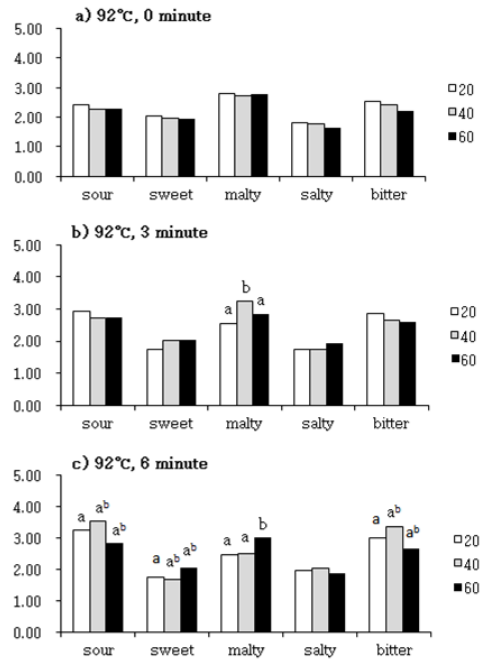 a) 92℃, 0 minute
5.00
4.00
3.00
2.00
1.00
0.00
sour sweet malty salty bitter
20
40
60
b) 92℃, 3 minute
5.00
4.00
3.00
2.00
1.00
0.00
a b a
sour sweet malty salty bitter
20
40
60
c) 92℃, 6 minute
5.00
4.00
3.00
2.00
1.00
0.00
a aᵇ aᵇ
a aᵇ aᵇ
a a b
a aᵇ aᵇ
sour sweet malty salty bitter
20
40
60